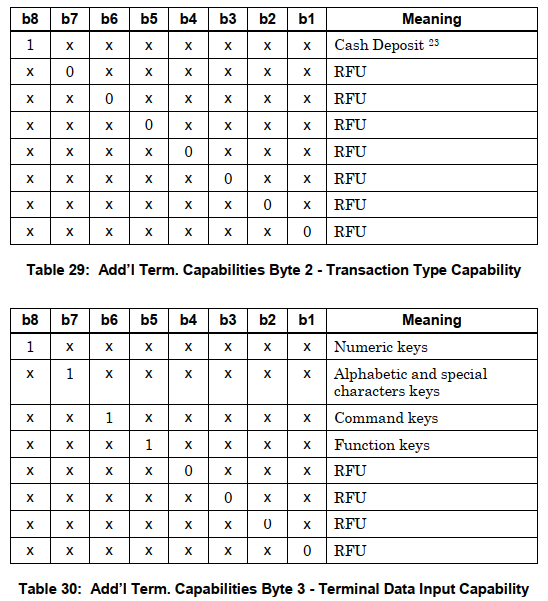 b8 b7 b6 b5 b4 b3 b2 b1 Meaning
1 x x x x x x x Cash Deposit 23
x 0 x x x x x x RFU
x x 0 x x x x x RFU
x x x 0 x x x x RFU
x x x x 0 x x x RFU
x x x x x 0 x x RFU
x x x x x x 0 x RFU
x x x x x x x 0 RFU
Table 29: Add’l Term. Capabilities Byte 2 - Transaction Type Capability
b8 b7 b6 b5 b4 b3 b2 b1 Meaning
1 x x x x x x x Numeric keys
x 1 x x x x x x Alphabetic and special
characters keys
x x 1 x x x x x Command keys
x x x 1 x x x x Function keys
x x x x 0 x x x RFU
x x x x x 0 x x RFU
x x x x x x 0 x RFU
x x x x x x x 0 RFU
Table 30: Add’l Term. Capabilities Byte 3 - Terminal Data Input Capability